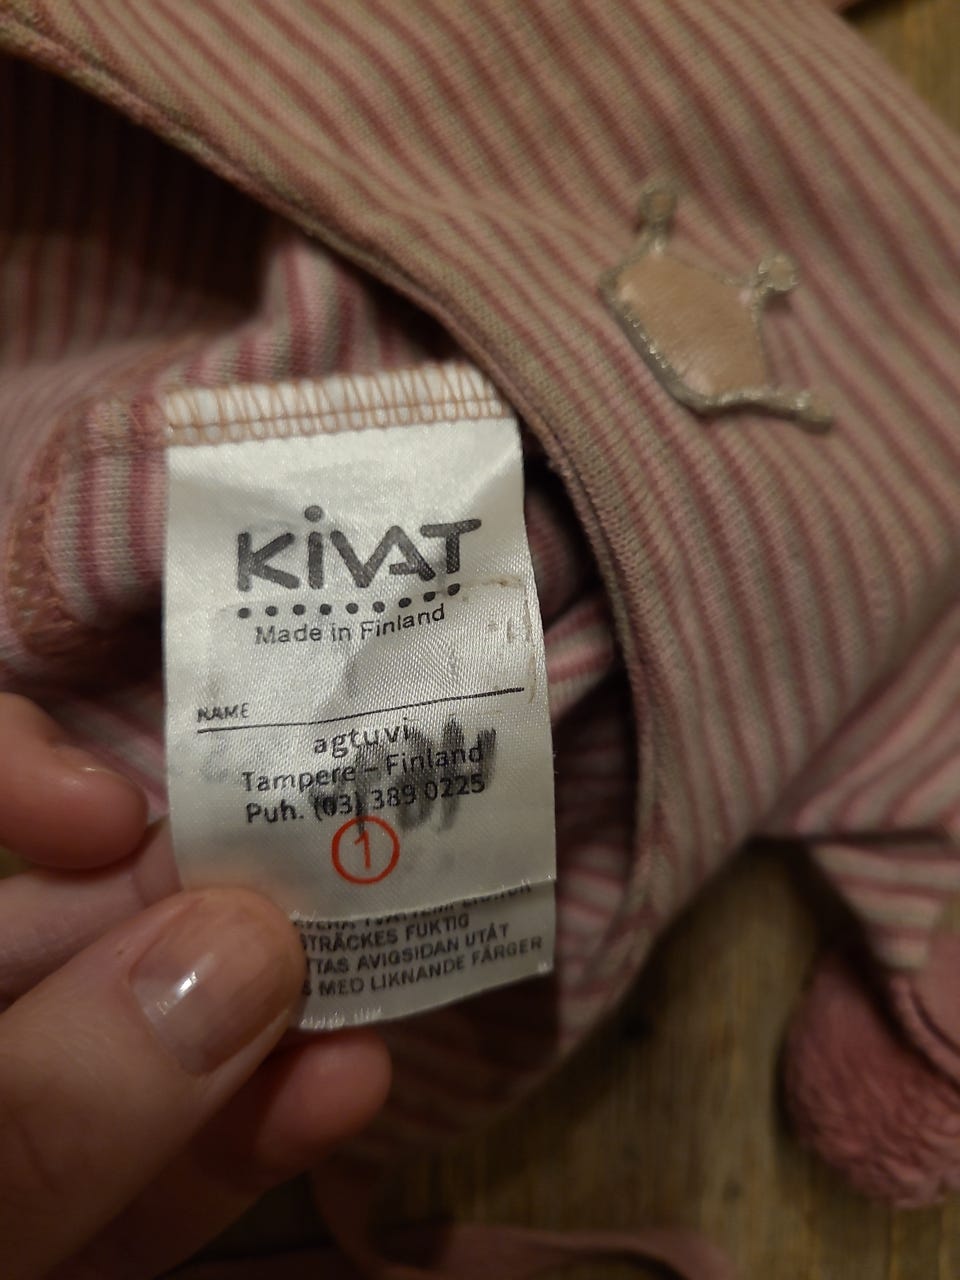 KiVAT
Made in Finland
NAME
agtuvi
Tampere – Finland
Puh. (03) 389 0225
1
STRÄCKES FUKTIG
TTAS AVIGSIDAN UTÅT
S MED LIKNANDE FÄRGER